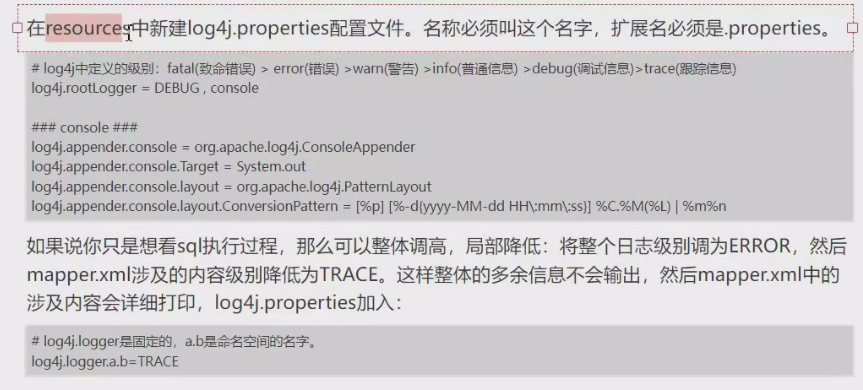 在resources中新建log4j.properties配置文件。名称必须叫这个名字，扩展名必须是.properties。
# log4j中定义的级别：fatal(致命错误) > error(错误) >warn(警告) >info(普通信息) >debug(调试信息)>trace(跟踪信息)
log4j.rootLogger = DEBUG , console
### console ###
log4j.appender.console = org.apache.log4j.ConsoleAppender
log4j.appender.console.Target = System.out
log4j.appender.console.layout = org.apache.log4j.PatternLayout
log4j.appender.console.layout.ConversionPattern = [%p] [%-d{yyyy-MM-dd HH\:mm\:ss}] %C.%M(%L) | %m%n
如果说你只是想看sql执行过程，那么可以整体调高，局部降低：将整个日志级别调为ERROR，然后
mapper.xml涉及的内容级别降低为TRACE。这样整体的多余信息不会输出，然后mapper.xml中的
涉及内容会详细打印，log4j.properties加入：
# log4j.logger是固定的，a.b是命名空间的名字。
log4j.logger.a.b=TRACE